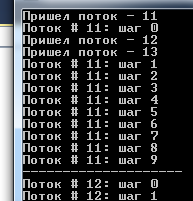 Пришел поток - 11
Поток # 11: шаг 0
Пришел поток - 12
Пришел поток - 13
Поток # 11: шаг 1
Поток # 11: шаг 2
Поток # 11: шаг 3
Поток # 11: шаг 4
Поток # 11: шаг 5
Поток # 11: шаг 6
Поток # 11: шаг 7
Поток # 11: шаг 8
Поток # 11: шаг 9
---------------------
Поток # 12: шаг 0
Поток # 12: шаг 1